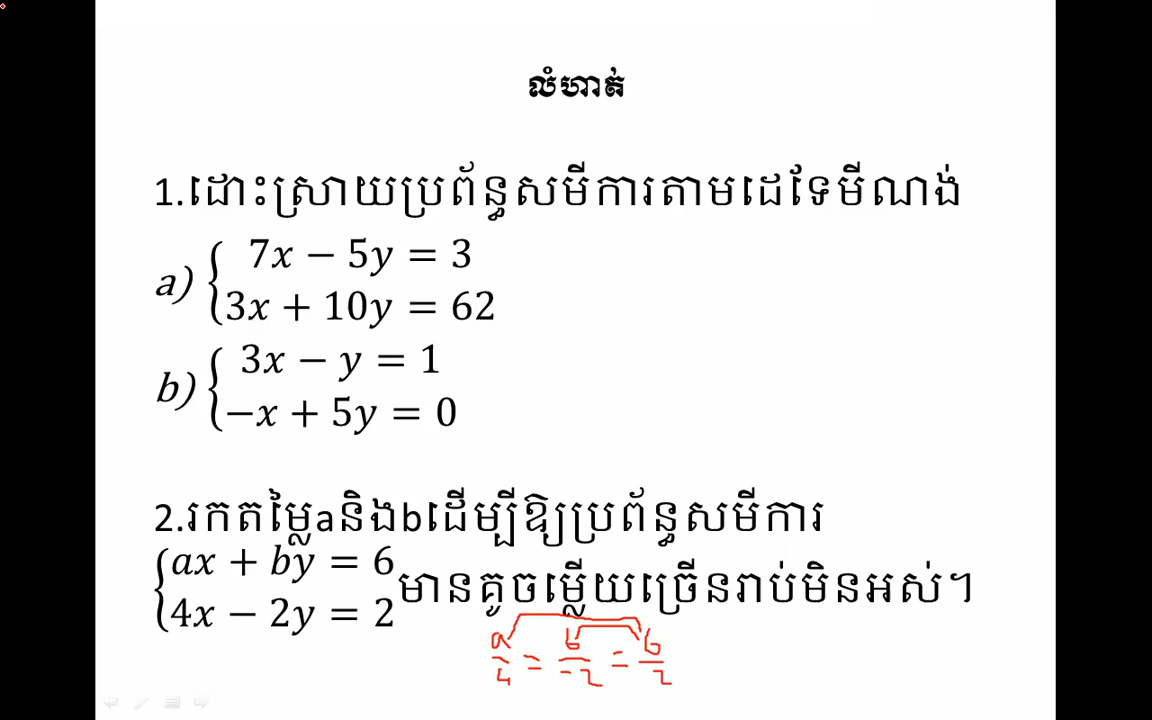 លំហាត់
1.ដោះស្រាយប្រព័ន្ធសមីការតាមដេទែមីណង់
a) { 7x − 5y = 3
3x + 10y = 62
b) { 3x − y = 1
−x + 5y = 0
2.រកតម្លៃaនិងbដើម្បីឱ្យប្រព័ន្ធសមីការ
{ ax + by = 6
4x − 2y = 2 មានគូចម្លើយច្រើនរាប់មិនអស់។
a/4 = b/-2 = 6/2